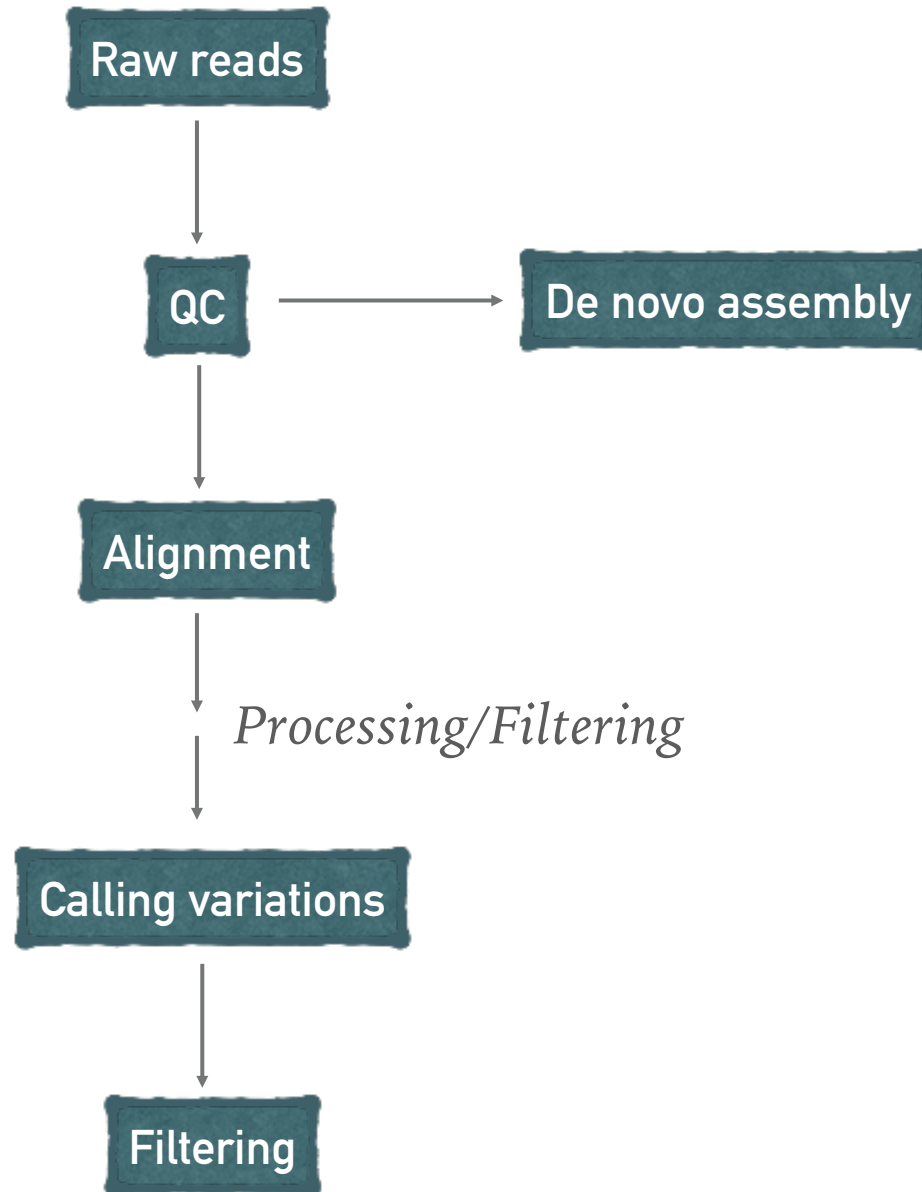 Raw reads
QC
De novo assembly
Alignment
Processing/Filtering
Calling variations
Filtering